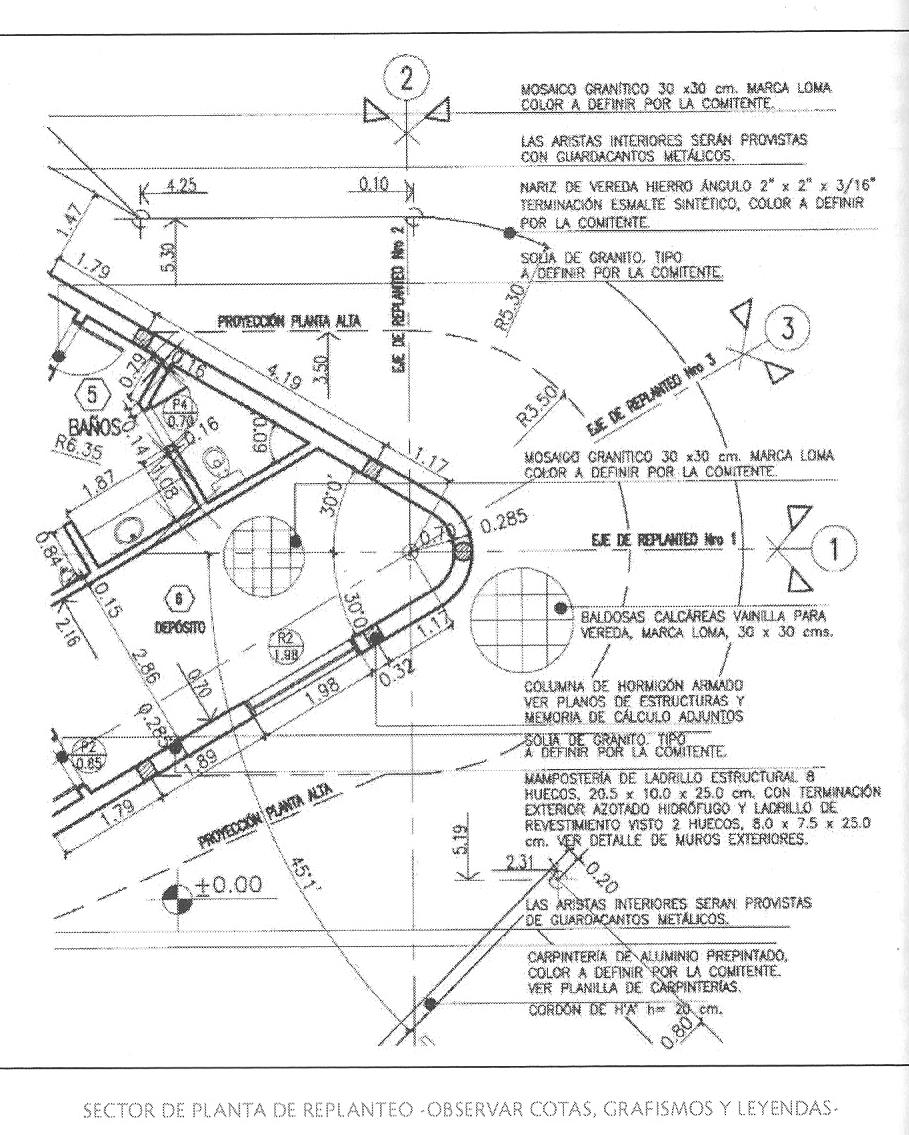 2
MOSAICO GRANÍTICO 30 x30 cm. MARCA LOMA
COLOR A DEFINIR POR LA COMITENTE.
LAS ARISTAS INTERIORES SERÁN PROVISTAS
CON GUARDACANTOS METÁLICOS.
4.25
0.10
NARIZ DE VEREDA HIERRO ÁNGULO 2" x 2" x 3/16"
TERMINACIÓN ESMALTE SINTÉTICO, COLOR A DEFINIR
POR LA COMITENTE.
1.47
5.30
EJE DE REPLANTEO Nro 2
SOLIA DE GRANITO. TIPO
A DEFINIR POR LA COMITENTE.
1.79
R5.30
PROYECCIÓN PLANTA ALTA
3
3.50
0.79
0.16
4.19
5
BAÑOS
P4
0.70
R3.50
EJE DE REPLANTEO Nro 3
R6.35
0.14
0.16
60°0'
1.17
MOSAICO GRANITICO 30 x30 cm. MARCA LOMA
COLOR A DEFINIR POR LA COMITENTE.
1.87
1.08
30°0'
0.70
0.285
EJE DE REPLANTEO Nro 1
1
0.84
0.15
6
DEPÓSITO
30°0'
1.17
BALDOSAS CALCÁREAS VAINILLA PARA
VEREDA, MARCA LOMA, 30 x 30 cms.
2.16
R2
1.98
2.86
0.70
1.98
0.32
COLUMNA DE HORMIGÓN ARMADO
VER PLANOS DE ESTRUCTURAS Y
MEMORIA DE CÁLCULO ADJUNTOS
0.285
P2
0.85
1.89
SOLIA DE GRANITO. TIPO
A DEFINIR POR LA COMITENTE.
1.79
PROYECCIÓN PLANTA ALTA
MAMPOSTERÍA DE LADRILLO ESTRUCTURAL 8
HUECOS, 20.5 x 10.0 x 25.0 cm. CON TERMINACIÓN
EXTERIOR AZOTADO HIDRÓFUGO Y LADRILLO DE
REVESTIMIENTO VISTO 2 HUECOS, 8.0 x 7.5 x 25.0
cm. VER DETALLE DE MUROS EXTERIORES.
5.19
2.31
0.20
45°1'
±0.00
LAS ARISTAS INTERIORES SERAN PROVISTAS
DE GUARDACANTOS METÁLICOS.
CARPINTERÍA DE ALUMINIO PREPINTADO,
COLOR A DEFINIR POR LA COMITENTE.
VER PLANILLA DE CARPINTERÍAS.
CORDÓN DE H'A' h= 20 cm.
0.80
SECTOR DE PLANTA DE REPLANTEO -OBSERVAR COTAS, GRAFISMOS Y LEYENDAS-